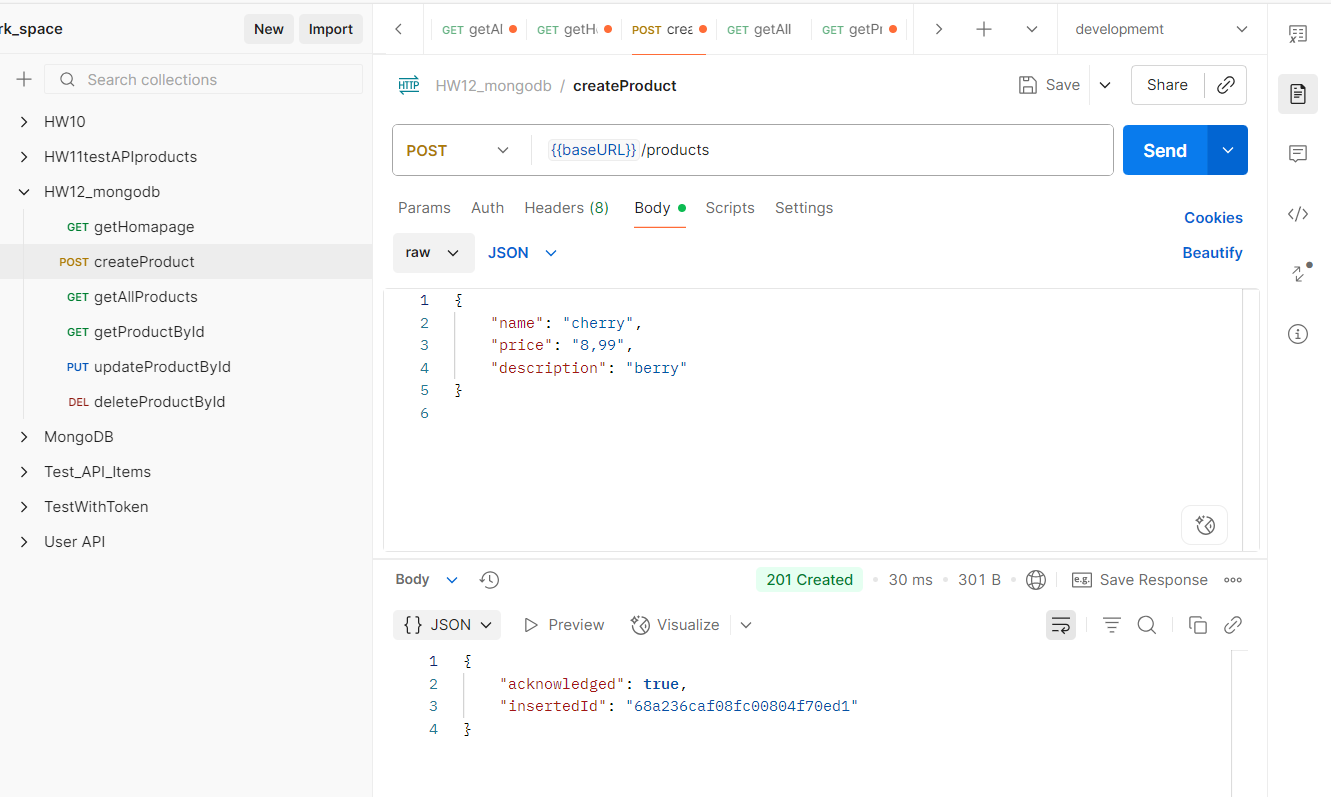 rk_space
New
Import
Search collections
HW10
HW11testAPIproducts
HW12_mongodb
GET getHomapage
POST createProduct
GET getAllProducts
GET getProductById
PUT updateProductById
DEL deleteProductById
MongoDB
Test_API_Items
TestWithToken
User API
GET getAl
GET getH
POST crea
GET getAll
GET getPr
developmemt
HTTP
HW12_mongodb / createProduct
Save
Share
POST
{{baseURL}} /products
Send
Params
Auth
Headers (8)
Body
Scripts
Settings
Cookies
raw
JSON
Beautify
1 {
2 "name": "cherry",
3 "price": "8,99",
4 "description": "berry"
5 }
6
Body
201 Created
30 ms
301 B
e.g. Save Response
{} JSON
Preview
Visualize
1 {
2 "acknowledged": true,
3 "insertedId": "68a236caf08fc00804f70ed1"
4 }